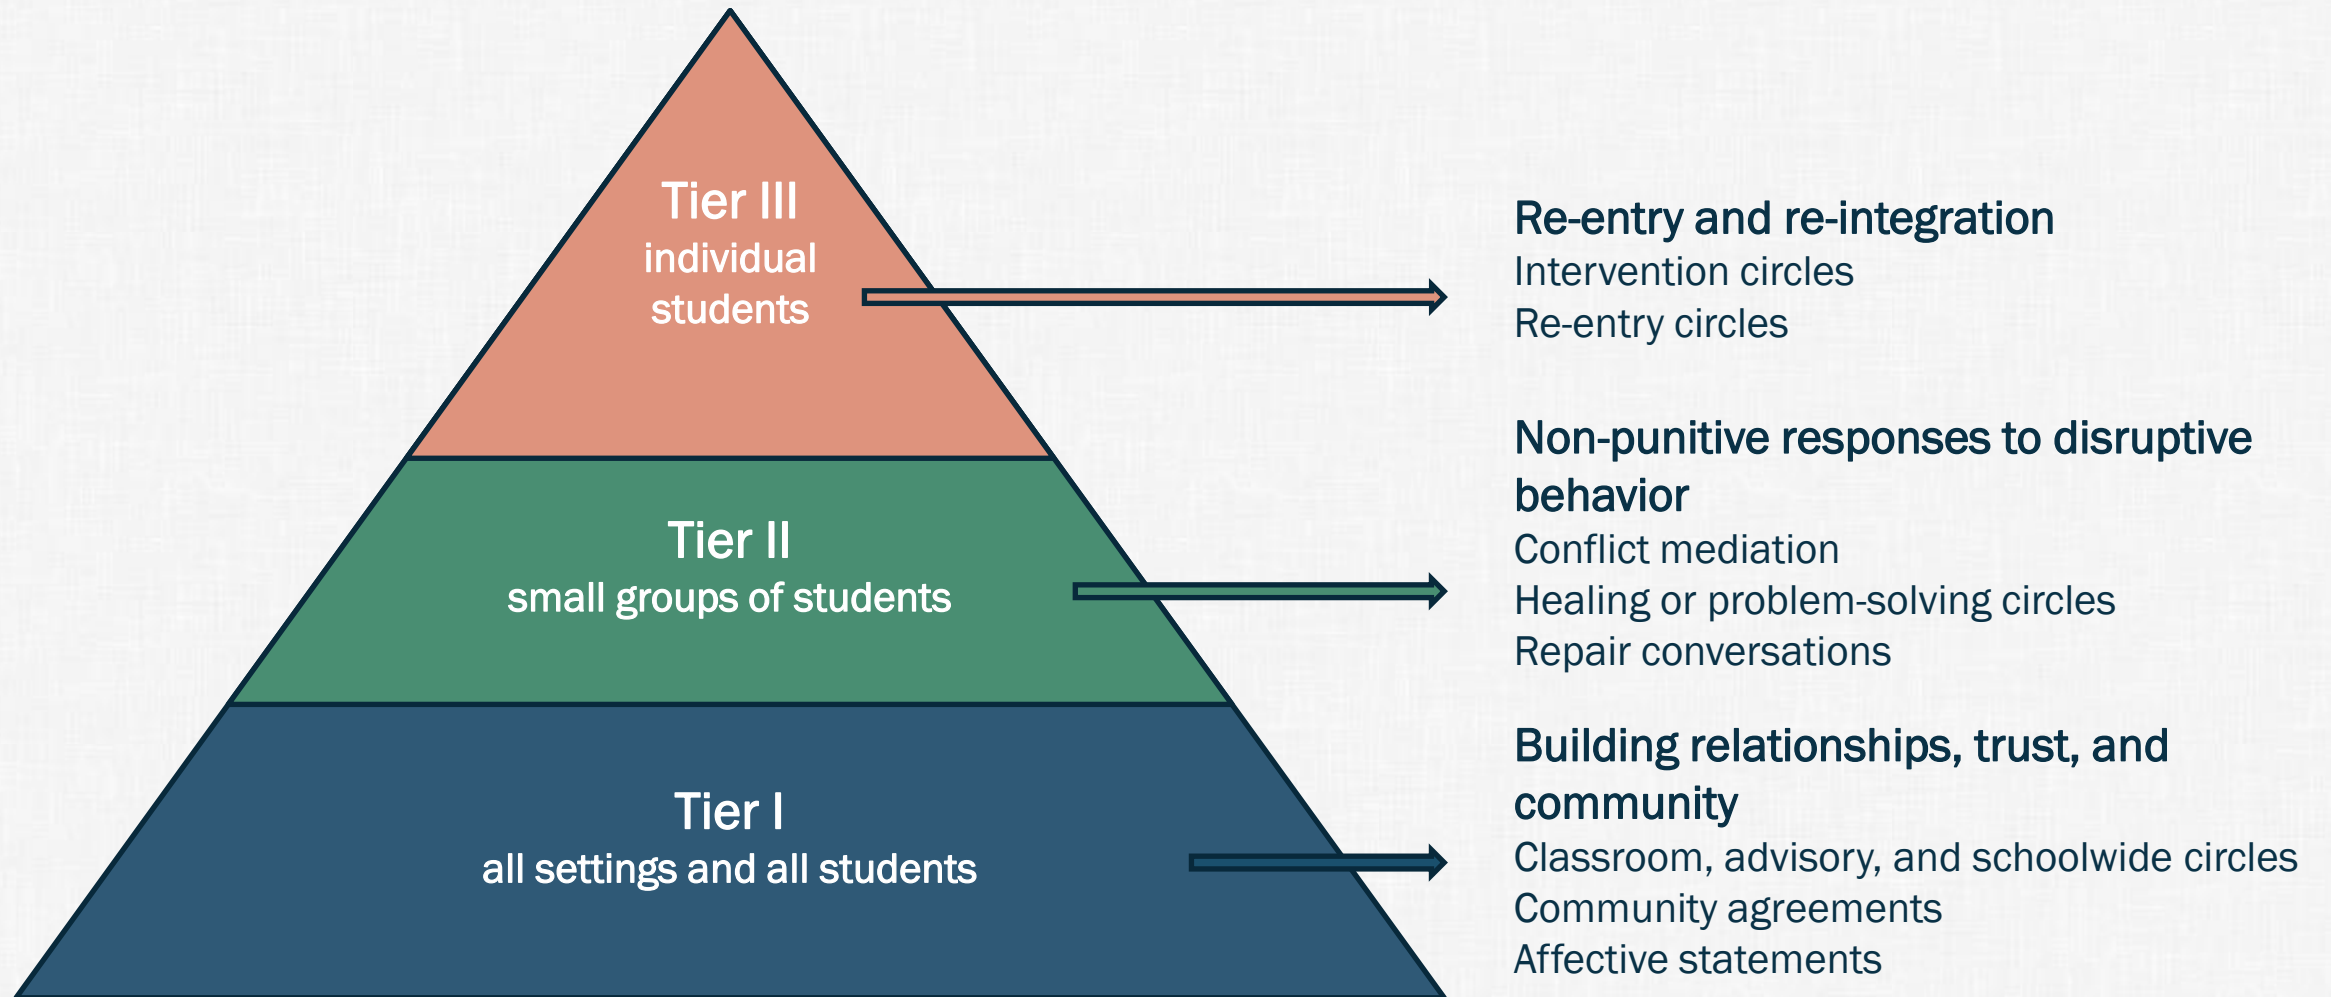 Tier III
individual
students
Re-entry and re-integration
Intervention circles
Re-entry circles
Tier II
small groups of students
Non-punitive responses to disruptive
behavior
Conflict mediation
Healing or problem-solving circles
Repair conversations
Tier I
all settings and all students
Building relationships, trust, and
community
Classroom, advisory, and schoolwide circles
Community agreements
Affective statements